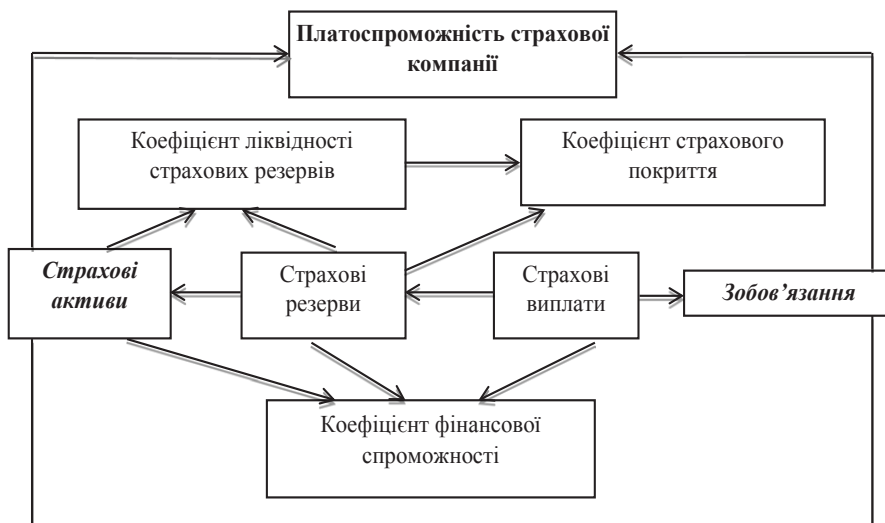 Платоспроможність страхової
компанії
Коефіцієнт ліквідності
страхових резервів
Коефіцієнт страхового
покриття
Страхові
активи
Страхові
резерви
Страхові
виплати
Зобов’язання
Коефіцієнт фінансової
спроможності